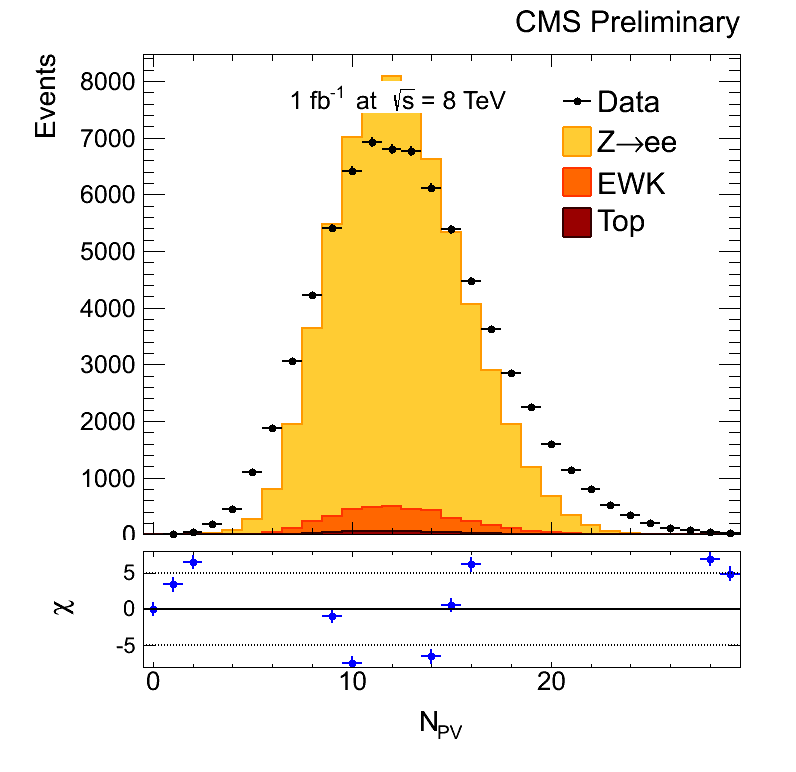 CMS Preliminary
Events
8000
7000
6000
5000
4000
3000
2000
1000
0
1 fb⁻¹ at √s = 8 TeV
Data
Z→ee
EWK
Top
χ
5
0
-5
0
10
20
N_PV